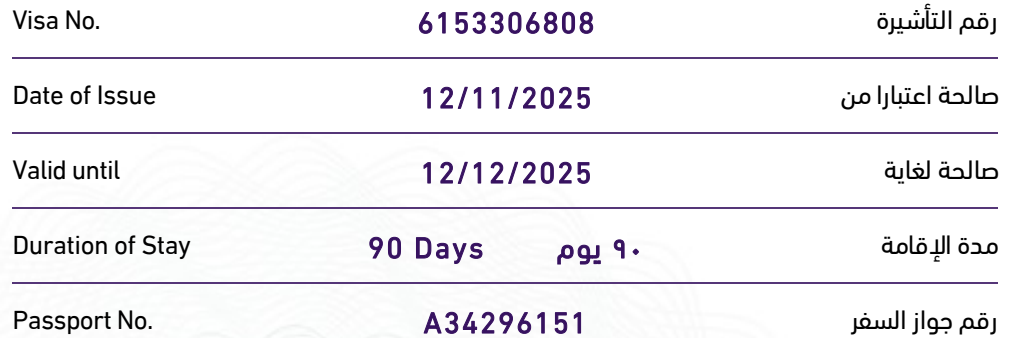 Visa No. 6153306808 رقم التأشيرة
Date of Issue 12/11/2025 صالحة اعتبارا من
Valid until 12/12/2025 صالحة لغاية
Duration of Stay 90 Days ٩٠ يوم مدة الإقامة
Passport No. A34296151 رقم جواز السفر